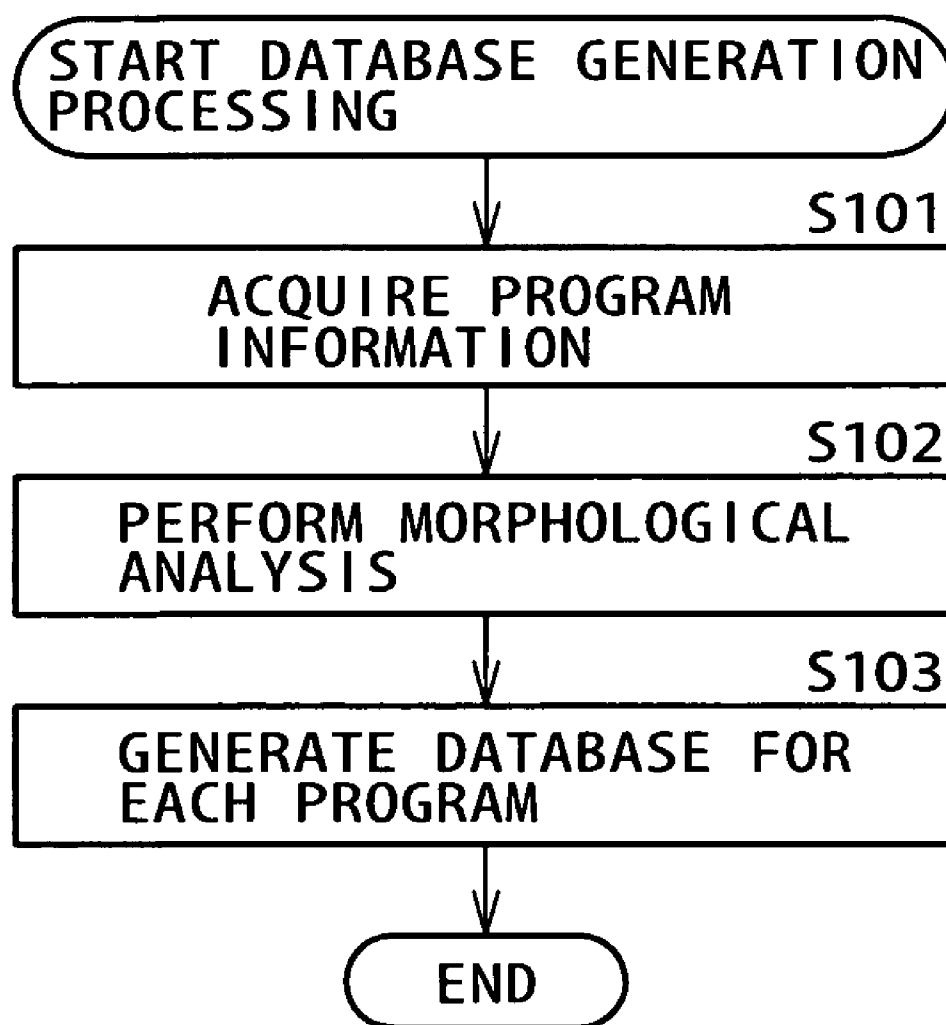 START DATABASE GENERATION
PROCESSING
S101
ACQUIRE PROGRAM
INFORMATION
S102
PERFORM MORPHOLOGICAL
ANALYSIS
S103
GENERATE DATABASE FOR
EACH PROGRAM
END